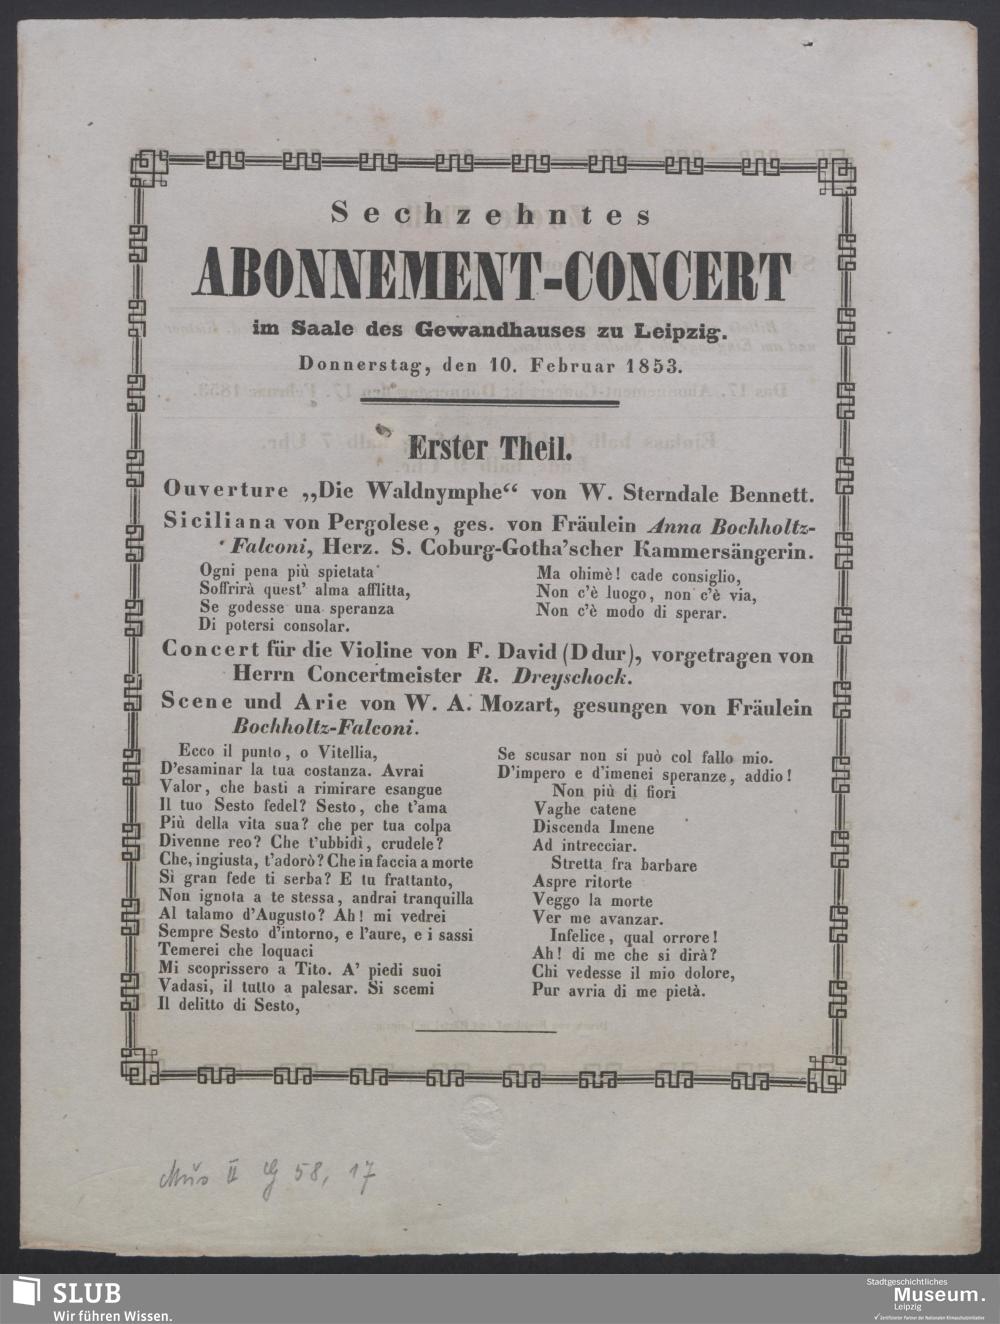 Sechzehntes
ABONNEMENT-CONCERT
im Saale des Gewandhauses zu Leipzig.
Donnerstag, den 10. Februar 1853.
Erster Theil.
Ouverture „Die Waldnymphe“ von W. Sterndale Bennett.
Siciliana von Pergolese, ges. von Fräulein Anna Bochholtz-
Falconi, Herz. S. Coburg-Gotha'scher Kammersängerin.
Ogni pena più spietata
Soffrirà quest' alma afflitta,
Se godesse una speranza
Di potersi consolar.
Ma ohimè! cade consiglio,
Non c'è luogo, non c'è via,
Non c'è modo di sperar.
Concert für die Violine von F. David (D dur), vorgetragen von
Herrn Concertmeister R. Dreyschock.
Scene und Arie von W. A. Mozart, gesungen von Fräulein
Bochholtz-Falconi.
Ecco il punto, o Vitellia,
D'esaminar la tua costanza. Avrai
Valor, che basti a rimirare esangue
Il tuo Sesto fedel? Sesto, che t'ama
Più della vita sua? che per tua colpa
Divenne reo? Che t'ubbidì, crudele?
Che, ingiusta, t'adorò? Che in faccia a morte
Sì gran fede ti serba? E tu frattanto,
Non ignota a te stessa, andrai tranquilla
Al talamo d'Augusto? Ah! mi vedrei
Sempre Sesto d'intorno, e l'aure, e i sassi
Temerei che loquaci
Mi scoprissero a Tito. A' piedi suoi
Vadasi, il tutto a palesar. Si scemi
Il delitto di Sesto,
Se scusar non si può col fallo mio.
D'impero e d'imenei speranze, addio!
Non più di fiori
Vaghe catene
Discenda Imene
Ad intrecciar.
Stretta fra barbare
Aspre ritorte
Veggo la morte
Ver me avanzar.
Infelice, qual orrore!
Ah! di me che si dirà?
Chi vedesse il mio dolore,
Pur avria di me pietà.
Mus II G 58, 17
SLUB
Wir führen Wissen.
Stadtgeschichtliches
Museum.
Leipzig
Zertifizierter Partner der Nationalen Klimaschutzinitiative